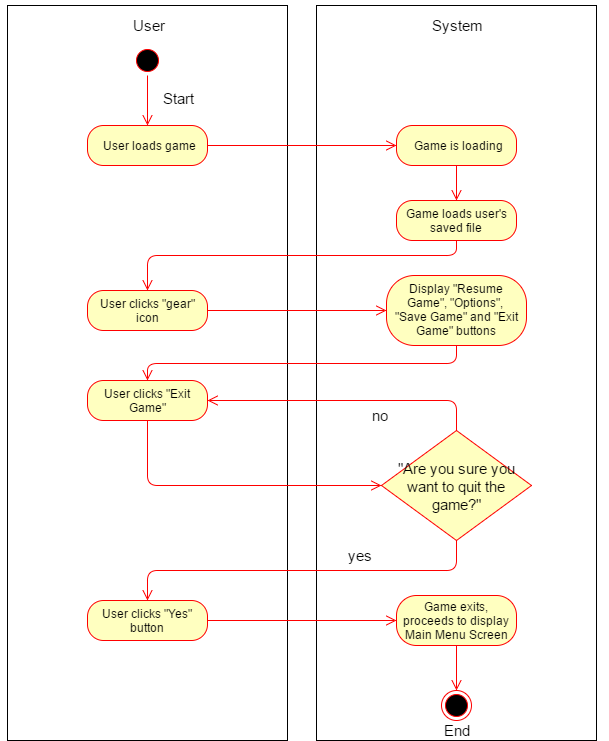 User
System
Start
User loads game
Game is loading
Game loads user's
saved file
User clicks "gear"
icon
Display "Resume
Game", "Options",
"Save Game" and "Exit
Game" buttons
User clicks "Exit
Game"
no
"Are you sure you
want to quit the
game?"
yes
User clicks "Yes"
button
Game exits,
proceeds to display
Main Menu Screen
End